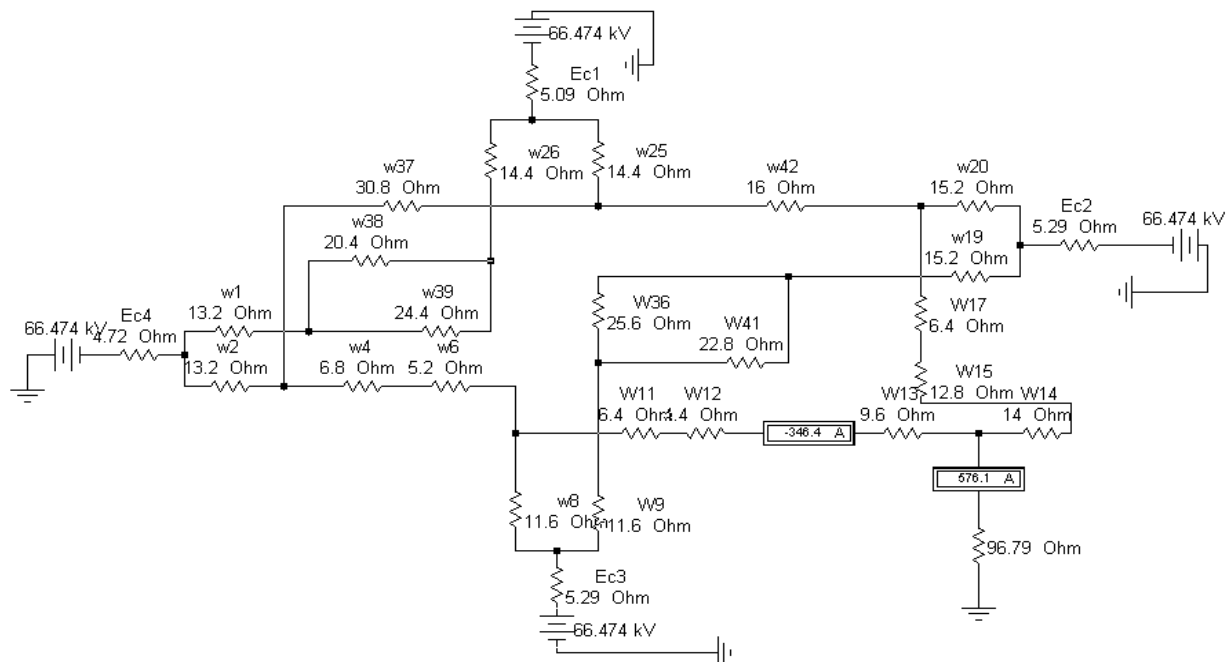 66.474 kV
Ec1
5.09 Ohm
w26
14.4 Ohm
w25
14.4 Ohm
w37
30.8 Ohm
w42
16 Ohm
w20
15.2 Ohm
Ec2
5.29 Ohm
66.474 kV
w38
20.4 Ohm
w19
15.2 Ohm
w1
13.2 Ohm
w39
24.4 Ohm
W36
25.6 Ohm
W17
6.4 Ohm
66.474 kV
Ec4
4.72 Ohm
w2
13.2 Ohm
w4
6.8 Ohm
w6
5.2 Ohm
W41
22.8 Ohm
W15
12.8 Ohm
W11
6.4 Ohm
W12
Ohm
-346.4 A
W13
9.6 Ohm
W14
14 Ohm
576.1 A
w8
11.6 Ohm
W9
11.6 Ohm
96.79 Ohm
Ec3
5.29 Ohm
66.474 kV